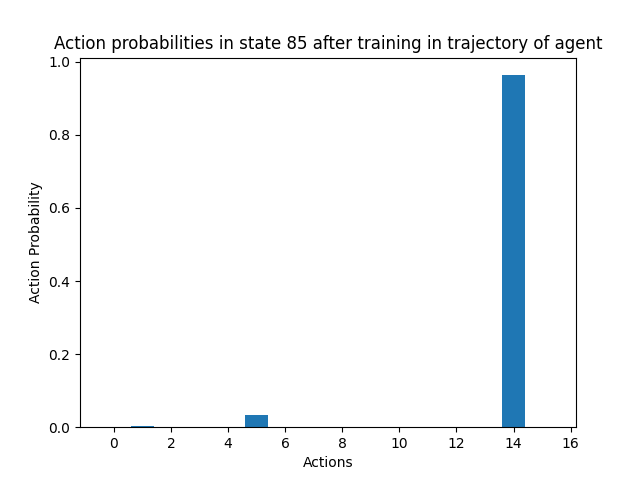 Action probabilities in state 85 after training in trajectory of agent
1.0
0.8
0.6
0.4
0.2
0.0
Action Probability
0 2 4 6 8 10 12 14 16
Actions